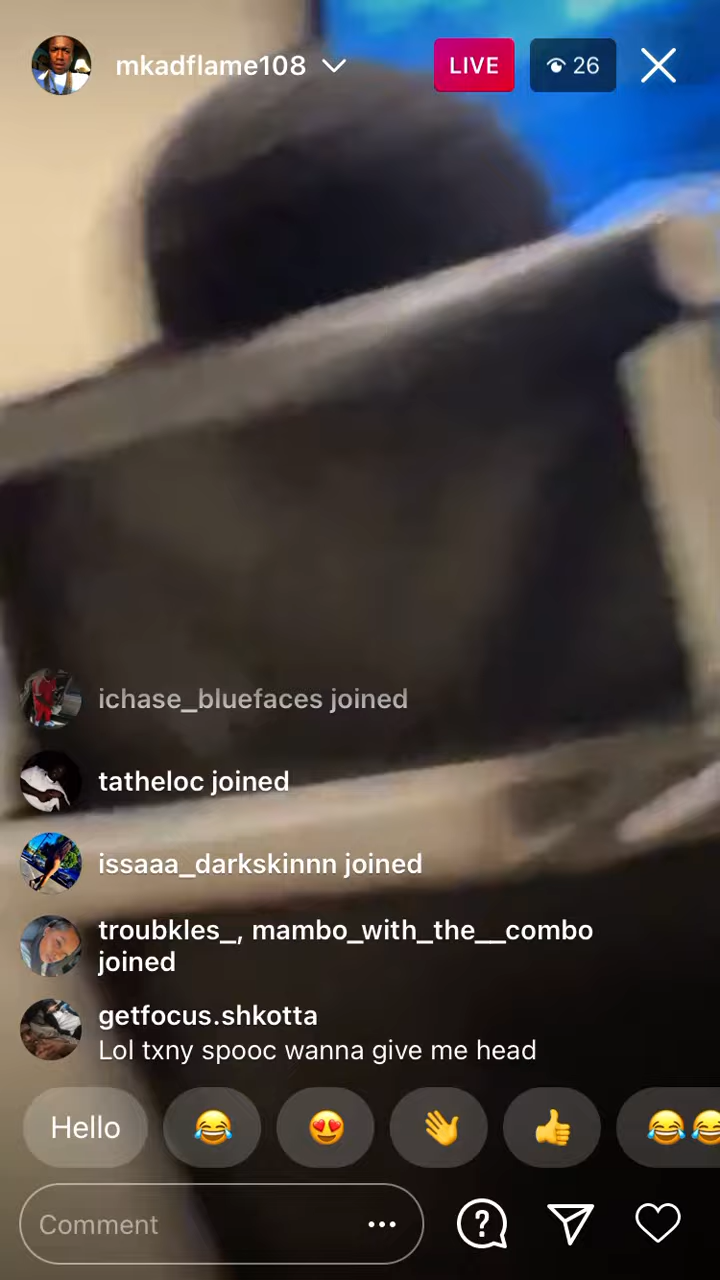 mkadflame108
LIVE
26
ichase_bluefaces joined
tatheloc joined
issaaa_darkskinnn joined
troubkles_, mambo_with_the__combo
joined
getfocus.shkotta
Lol txny spooc wanna give me head
Hello
Comment